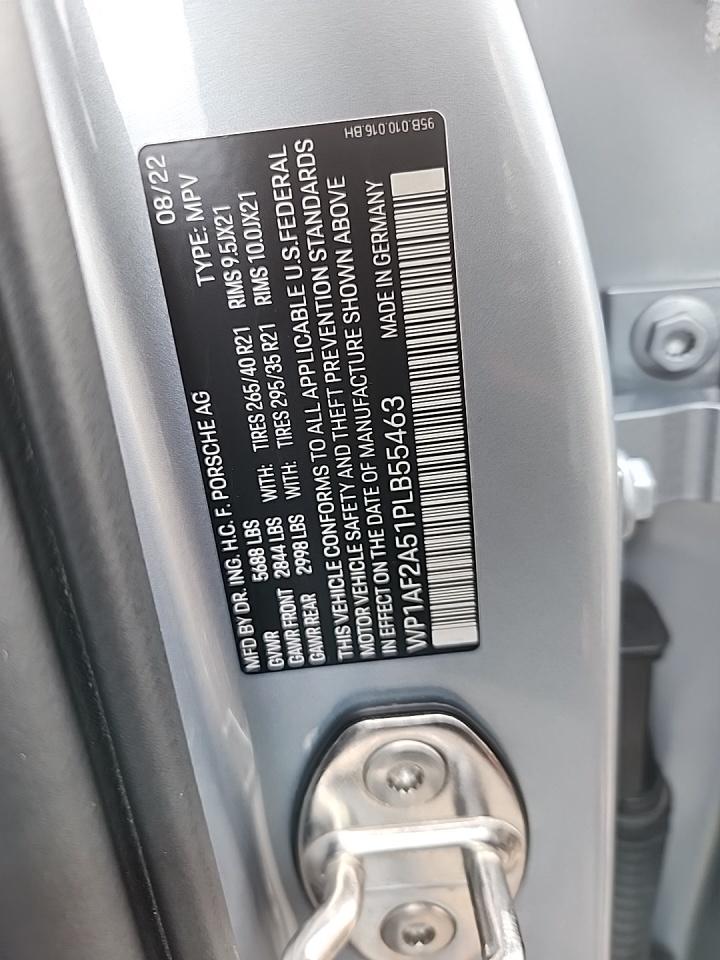 MFD BY DR. ING. H.C. F. PORSCHE AG 08/22
GVWR 5688 LBS TYPE: MPV
GAWR FRONT 2844 LBS WITH: TIRES 265/40 R21 RIMS 9.5JX21
GAWR REAR 2998 LBS WITH: TIRES 295/35 R21 RIMS 10.0JX21
THIS VEHICLE CONFORMS TO ALL APPLICABLE U.S. FEDERAL
MOTOR VEHICLE SAFETY AND THEFT PREVENTION STANDARDS
IN EFFECT ON THE DATE OF MANUFACTURE SHOWN ABOVE
WP1AF2A51PLB55463 MADE IN GERMANY
95B.010.016.BH